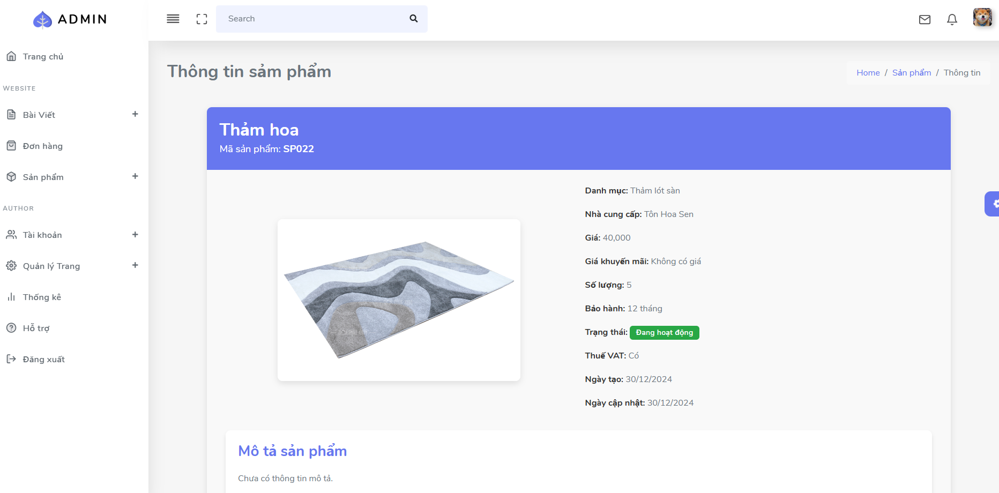 ADMIN
Search
Trang chủ
WEBSITE
Bài Viết
Đơn hàng
Sản phẩm
AUTHOR
Tài khoản
Quản lý Trang
Thống kê
Hỗ trợ
Đăng xuất
Thông tin sảm phẩm
Home / Sản phẩm / Thông tin
Thảm hoa
Mã sản phẩm: SP022
Danh mục: Thảm lót sàn
Nhà cung cấp: Tôn Hoa Sen
Giá: 40,000
Giá khuyến mãi: Không có giá
Số lượng: 5
Bảo hành: 12 tháng
Trạng thái: Đang hoạt động
Thuế VAT: Có
Ngày tạo: 30/12/2024
Ngày cập nhật: 30/12/2024
Mô tả sản phẩm
Chưa có thông tin mô tả.